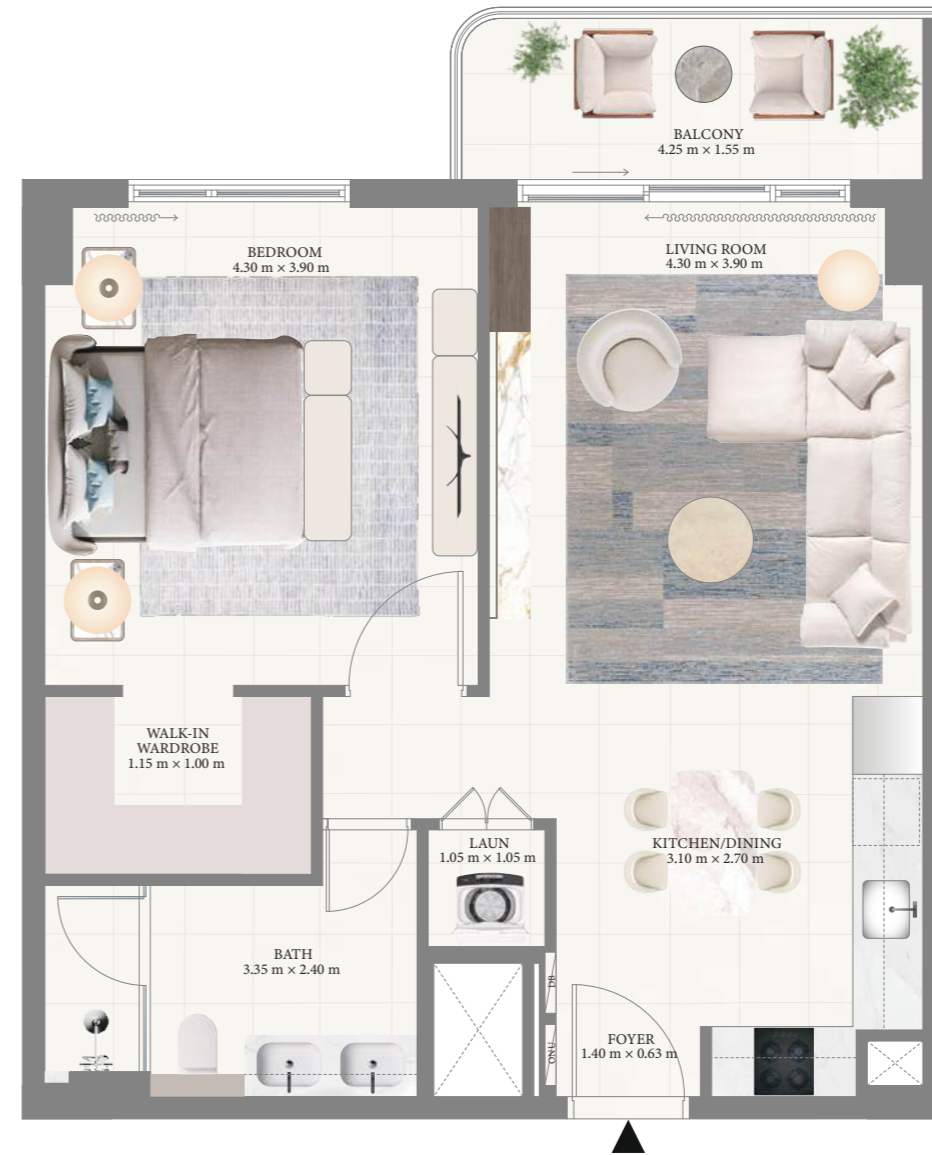 BALCONY
4.25 m × 1.55 m
BEDROOM
4.30 m × 3.90 m
LIVING ROOM
4.30 m × 3.90 m
WALK-IN
WARDROBE
1.15 m × 1.00 m
LAUN
1.05 m × 1.05 m
KITCHEN/DINING
3.10 m × 2.70 m
BATH
3.35 m × 2.40 m
DB
FOYER
1.40 m × 0.63 m
ONU